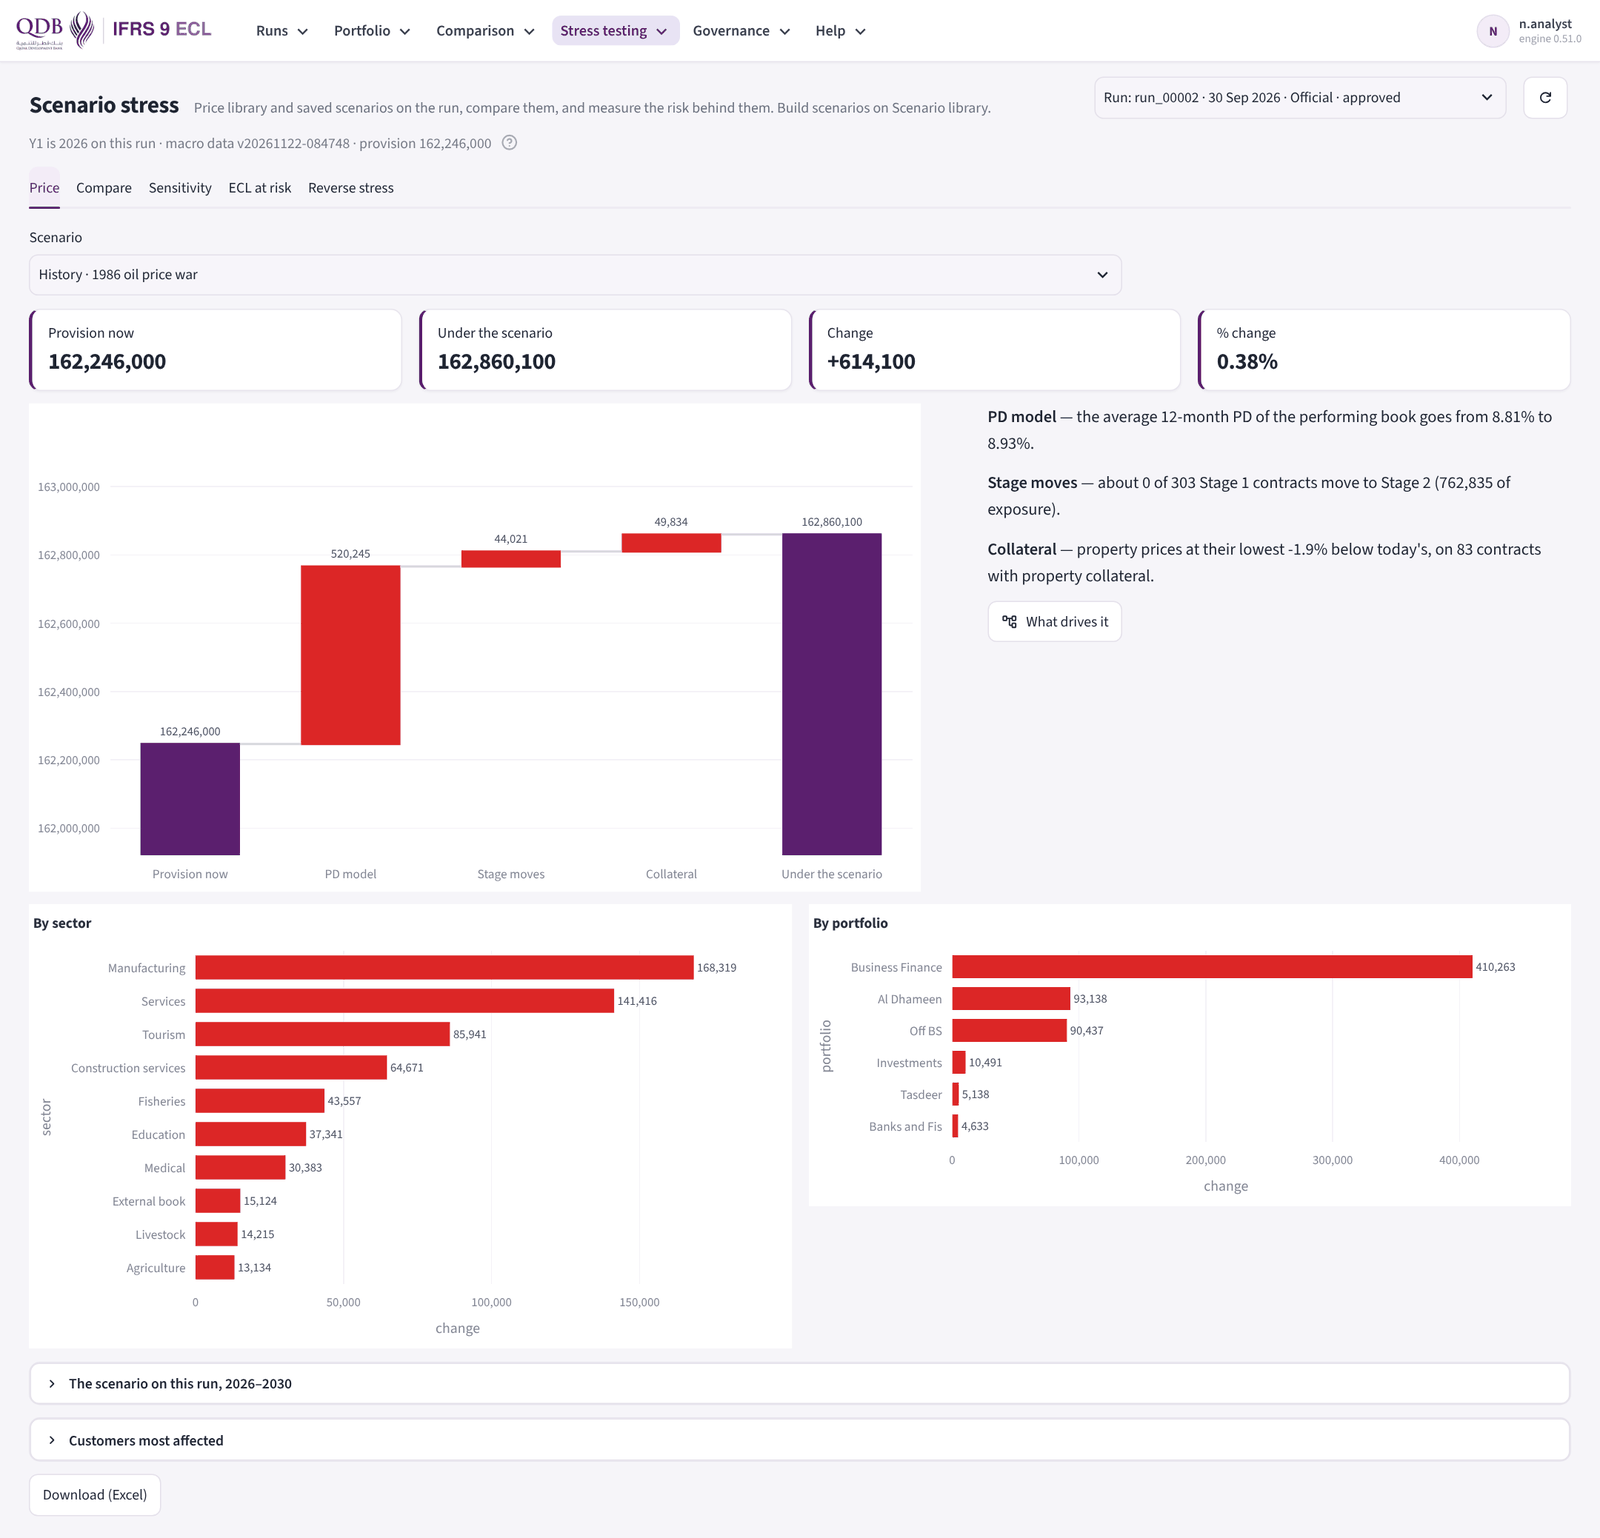 QDB
IFRS 9 ECL
Runs
Portfolio
Comparison
Stress testing
Governance
Help
N
n.analyst
engine 0.51.0
Scenario stress
Price library and saved scenarios on the run, compare them, and measure the risk behind them. Build scenarios on Scenario library.
Run: run_00002 · 30 Sep 2026 · Official · approved
Y1 is 2026 on this run · macro data v20261122-084748 · provision 162,246,000
Price
Compare
Sensitivity
ECL at risk
Reverse stress
Scenario
History · 1986 oil price war
Provision now
162,246,000
Under the scenario
162,860,100
Change
+614,100
% change
0.38%
163,000,000
162,800,000
162,600,000
162,400,000
162,200,000
162,000,000
162,246,000
520,245
44,021
49,834
162,860,100
Provision now
PD model
Stage moves
Collateral
Under the scenario
PD model — the average 12-month PD of the performing book goes from 8.81% to
8.93%.
Stage moves — about 0 of 303 Stage 1 contracts move to Stage 2 (762,835 of
exposure).
Collateral — property prices at their lowest -1.9% below today's, on 83 contracts
with property collateral.
What drives it
By sector
sector
Manufacturing 168,319
Services 141,416
Tourism 85,941
Construction services 64,671
Fisheries 43,557
Education 37,341
Medical 30,383
External book 15,124
Livestock 14,215
Agriculture 13,134
0 50,000 100,000 150,000
change
By portfolio
portfolio
Business Finance 410,263
Al Dhameen 93,138
Off BS 90,437
Investments 10,491
Tasdeer 5,138
Banks and Fis 4,633
0 100,000 200,000 300,000 400,000
change
The scenario on this run, 2026–2030
Customers most affected
Download (Excel)